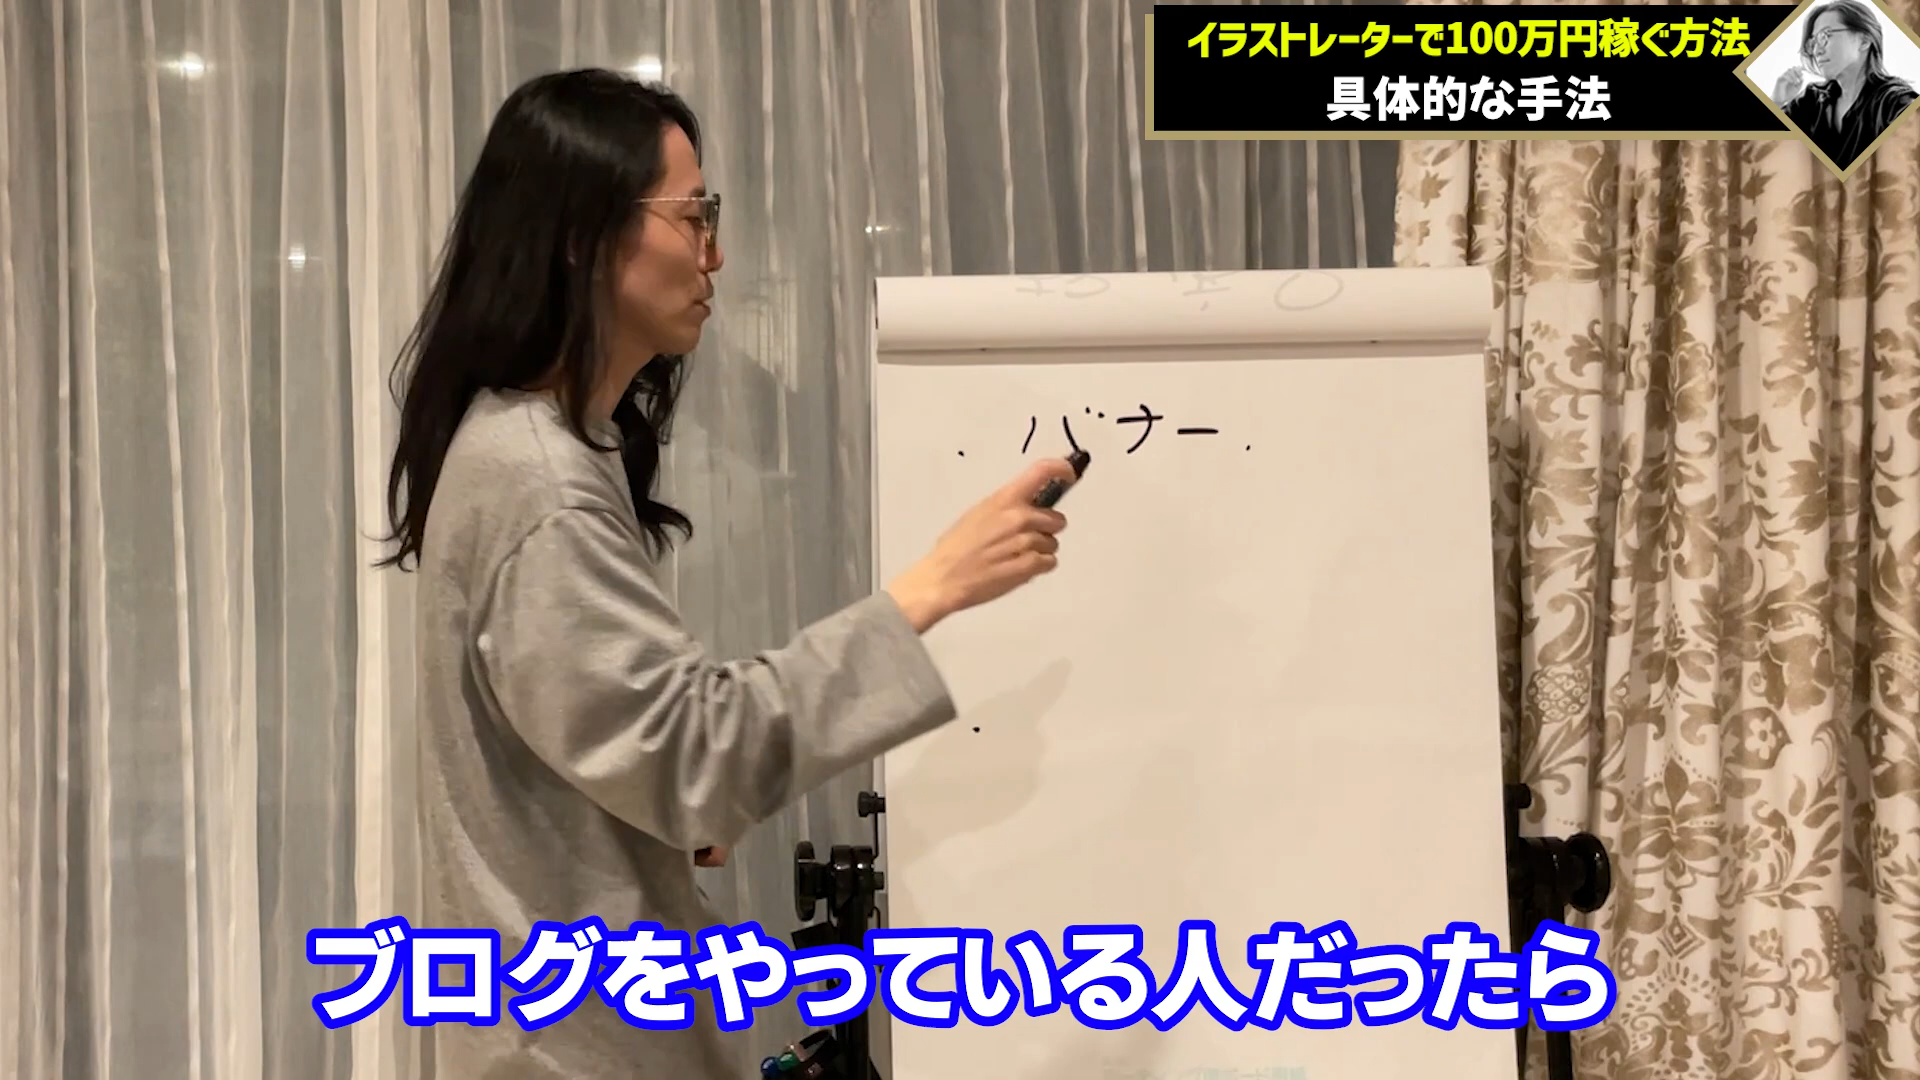 イラストレーターで100万円稼ぐ方法
具体的な手法
・バナー.
ブログをやっている人だったら